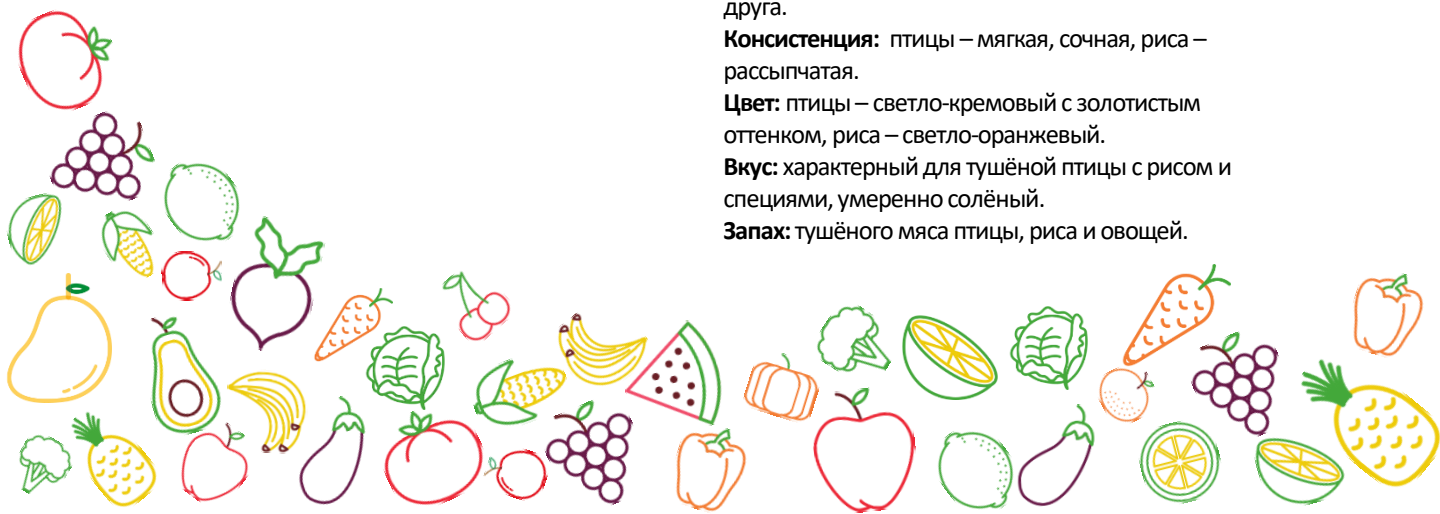 друга.
Консистенция: птицы – мягкая, сочная, риса –
рассыпчатая.
Цвет: птицы – светло-кремовый с золотистым
оттенком, риса – светло-оранжевый.
Вкус: характерный для тушёной птицы с рисом и
специями, умеренно солёный.
Запах: тушёного мяса птицы, риса и овощей.